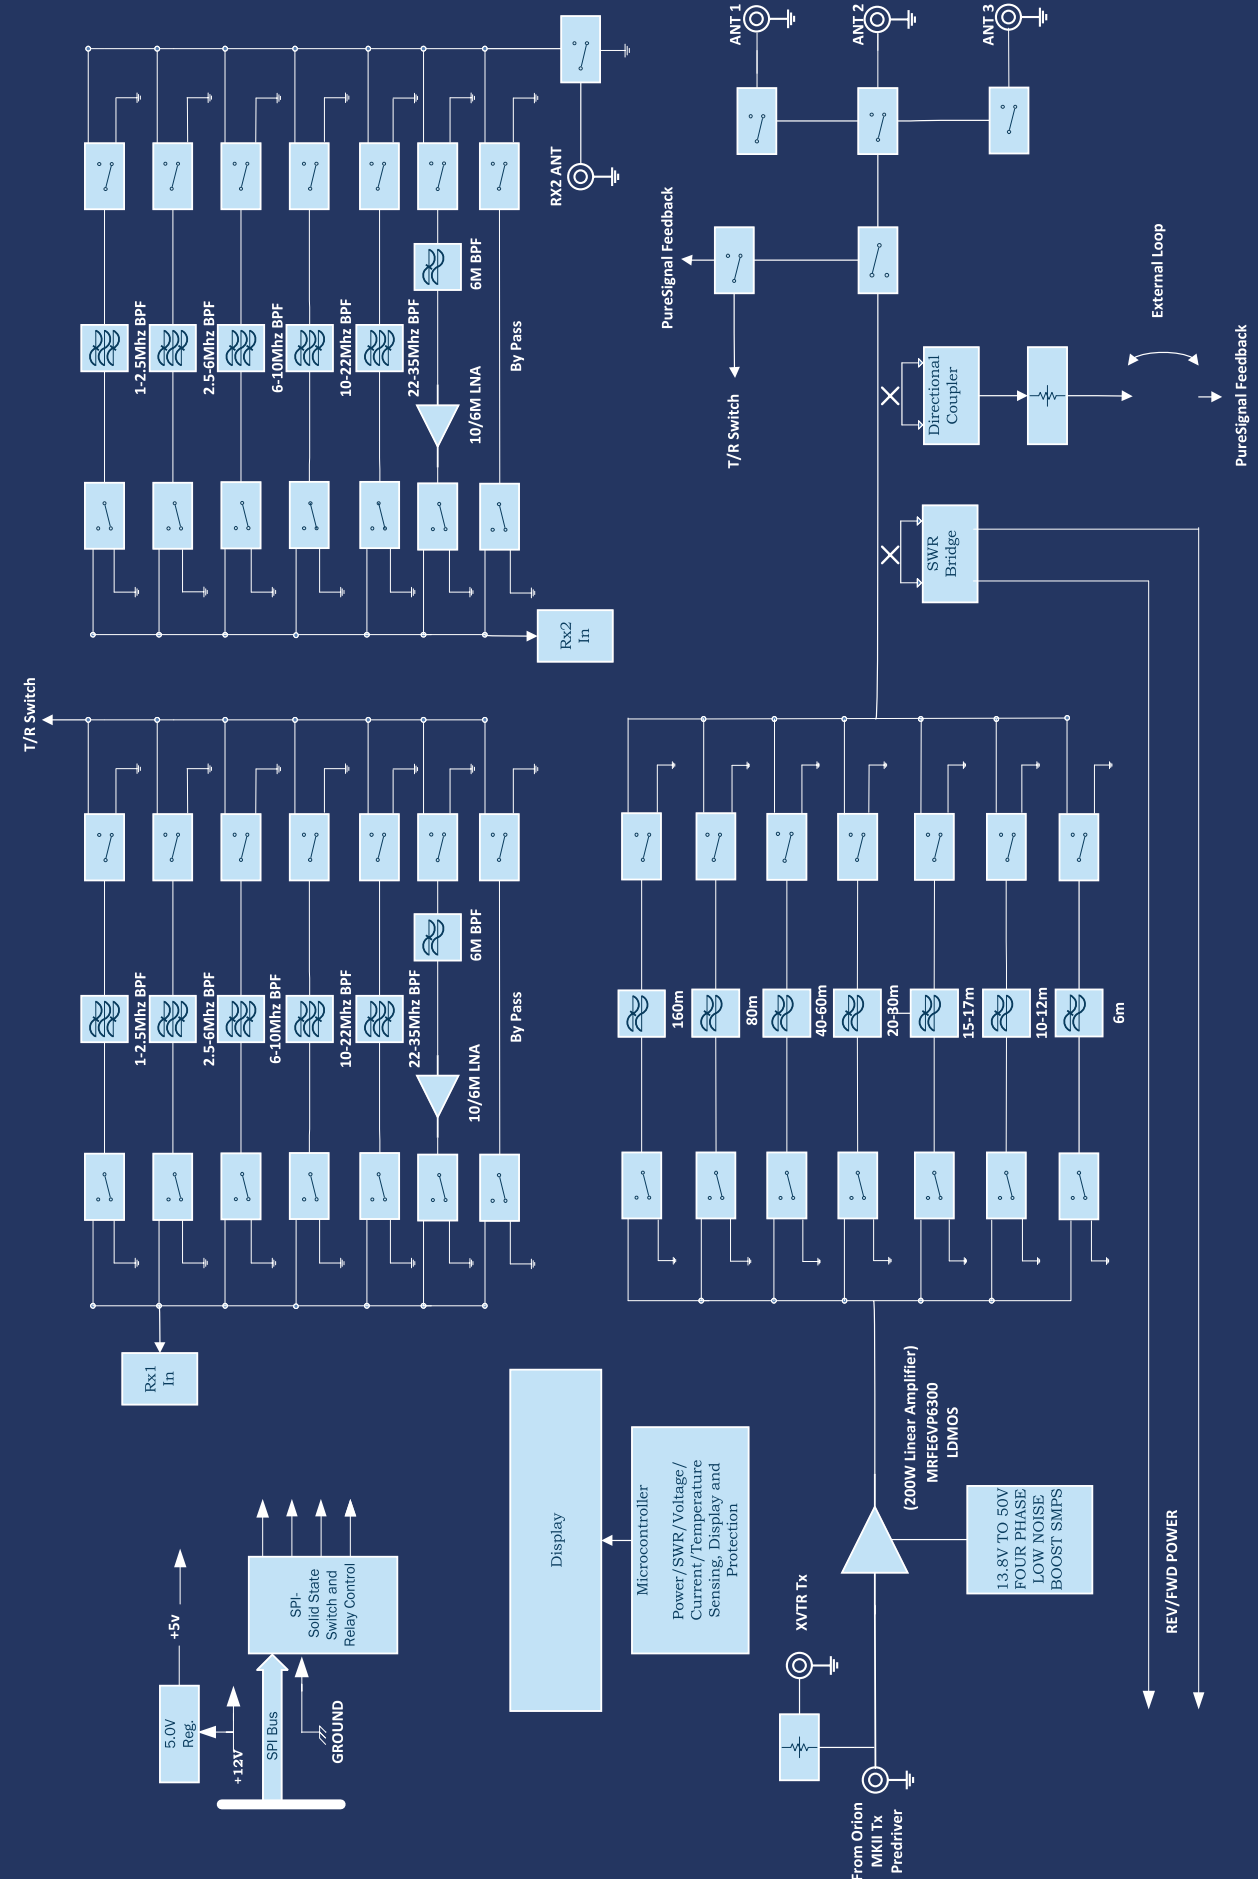 ANT 1
ANT 2
ANT 3
RX2 ANT
PureSignal Feedback
T/R Switch
External Loop
PureSignal Feedback
Directional
Coupler
SWR
Bridge
1-2.5Mhz BPF
2.5-6Mhz BPF
6-10Mhz BPF
10-22Mhz BPF
22-35Mhz BPF
6M BPF
10/6M LNA
By Pass
Rx2
In
T/R Switch
1-2.5Mhz BPF
2.5-6Mhz BPF
6-10Mhz BPF
10-22Mhz BPF
22-35Mhz BPF
6M BPF
10/6M LNA
By Pass
Rx1
In
160m
80m
40-60m
20-30m
15-17m
10-12m
6m
(200W Linear Amplifier)
MRFE6VP6300
LDMOS
13.8V TO 50V
FOUR PHASE
LOW NOISE
BOOST SMPS
REV/FWD POWER
XVTR Tx
From Orion
MKII Tx
Predriver
Display
Microcontroller
Power/SWR/Voltage/
Current/Temperature
Sensing, Display and
Protection
SPI-
Solid State
Switch and
Relay Control
+5v
5.0V
Reg.
+12V
SPI Bus
GROUND